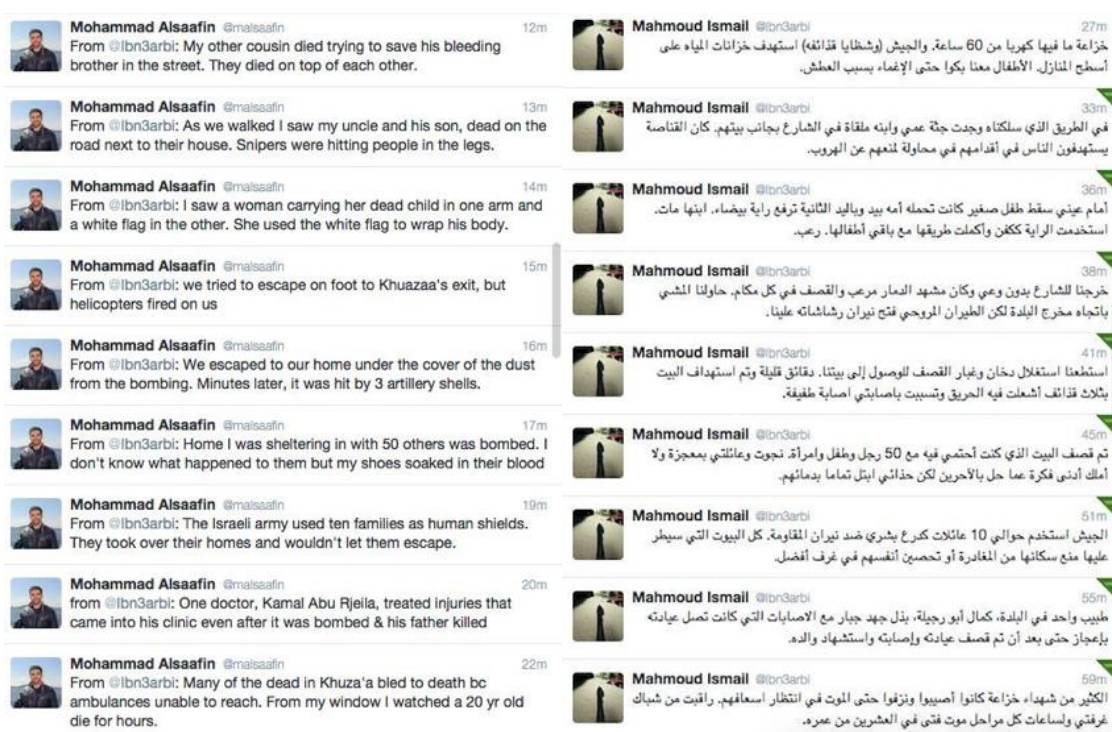 Mohammad Alsaafin @malsaafin 12m
From @Ibn3arbi: My other cousin died trying to save his bleeding
brother in the street. They died on top of each other.
Mohammad Alsaafin @malsaafin 13m
From @Ibn3arbi: As we walked I saw my uncle and his son, dead on the
road next to their house. Snipers were hitting people in the legs.
Mohammad Alsaafin @malsaafin 14m
From @Ibn3arbi: I saw a woman carrying her dead child in one arm and
a white flag in the other. She used the white flag to wrap his body.
Mohammad Alsaafin @malsaafin 15m
From @Ibn3arbi: we tried to escape on foot to Khuazaa's exit, but
helicopters fired on us
Mohammad Alsaafin @malsaafin 16m
From @Ibn3arbi: We escaped to our home under the cover of the dust
from the bombing. Minutes later, it was hit by 3 artillery shells.
Mohammad Alsaafin @malsaafin 17m
From @Ibn3arbi: Home I was sheltering in with 50 others was bombed. I
don't know what happened to them but my shoes soaked in their blood
Mohammad Alsaafin @malsaafin 19m
From @Ibn3arbi: The Israeli army used ten families as human shields.
They took over their homes and wouldn't let them escape.
Mohammad Alsaafin @malsaafin 20m
from @Ibn3arbi: One doctor, Kamal Abu Rjeila, treated injuries that
came into his clinic even after it was bombed & his father killed
Mohammad Alsaafin @malsaafin 22m
From @Ibn3arbi: Many of the dead in Khuza'a bled to death bc
ambulances unable to reach. From my window I watched a 20 yr old
die for hours.
Mahmoud Ismail @Ibn3arbi 27m
خزاعة ما فيها كهربا من 60 ساعة. والجيش (وشظايا قذائفه) استهدف خزانات المياه على
أسطح المنازل. الأطفال معنا بكوا حتى الإغماء بسبب العطش.
Mahmoud Ismail @Ibn3arbi 33m
في الطريق الذي سلكناه وجدت جثة عمي وابنه ملقاة في الشارع بجانب بيتهم. كان القناصة
يستهدفون الناس في أقدامهم في محاولة لمنعهم عن الهروب.
Mahmoud Ismail @Ibn3arbi 36m
أمام عيني سقط طفل صغير كانت تحمله أمه بيد وباليد الثانية ترفع راية بيضاء. ابنها مات.
استخدمت الراية ككفن وأكملت طريقها مع باقي أطفالها. رعب.
Mahmoud Ismail @Ibn3arbi 38m
خرجنا للشارع بدون وعي وكان مشهد الدمار مرعب والقصف في كل مكام. حاولنا المشي
باتجاه مخرج البلدة لكن الطيران المروحي فتح نيران رشاشاته علينا.
Mahmoud Ismail @Ibn3arbi 41m
استطعنا استغلال دخان وغبار القصف للوصول إلى بيتنا. دقائق قليلة وتم استهداف البيت
بثلاث قذائف أشعلت فيه الحريق وتسببت باصابتي اصابة طفيفة.
Mahmoud Ismail @Ibn3arbi 45m
تم قصف البيت الذي كنت أحتمي فيه مع 50 رجل وطفل وامرأة. نجوت وعائلتي بمعجزة ولا
أملك أدنى فكرة عما حل بالآخرين لكن حذائي ابتل تماما بدمائهم.
Mahmoud Ismail @Ibn3arbi 51m
الجيش استخدم حوالي 10 عائلات كدرع بشري ضد نيران المقاومة. كل البيوت التي سيطر
عليها منع سكانها من المغادرة أو تحصين أنفسهم في غرف أفضل.
Mahmoud Ismail @Ibn3arbi 55m
طبيب واحد في البلدة، كمال أبو رجيلة، بذل جهد جبار مع الاصابات التي كانت تصل عيادته
بإعجاز حتى بعد أن تم قصف عيادته وإصابته واستشهاد والده.
Mahmoud Ismail @Ibn3arbi 59m
الكثير من شهداء خزاعة كانوا أصيبوا ونزفوا حتى الموت في انتظار اسعافهم. راقبت من شباك
غرفتي ولساعات كل مراحل موت فتى في العشرين من عمره.